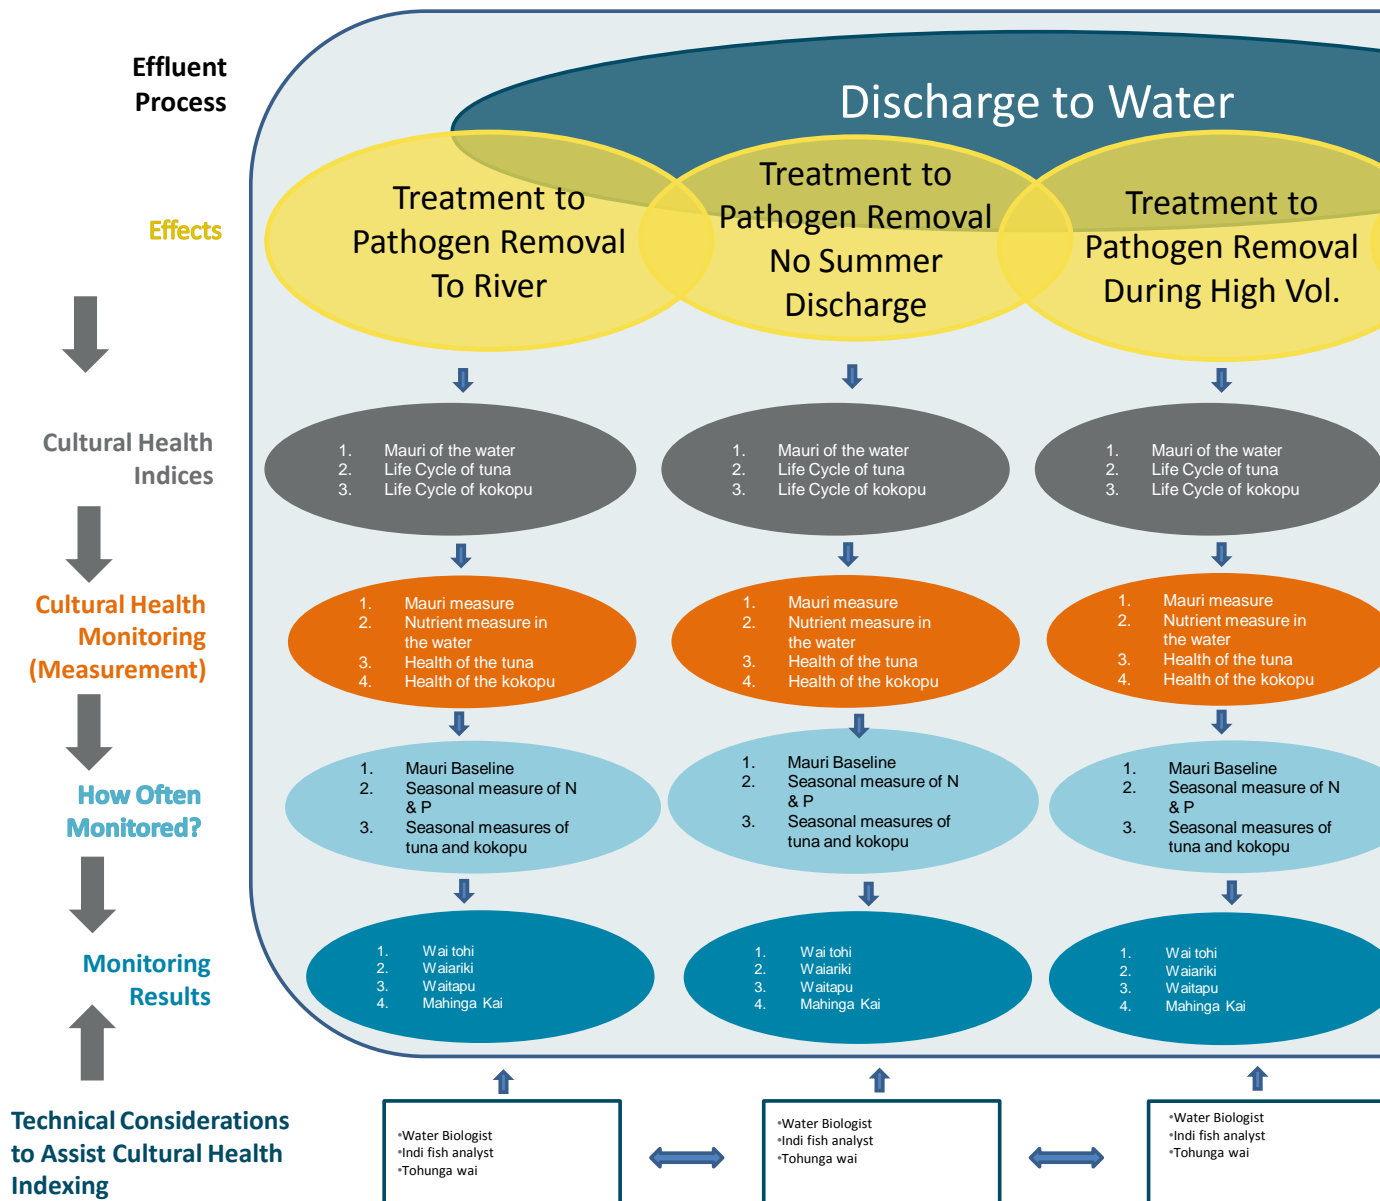 Effluent
Process
Discharge to Water
Effects
Treatment to
Pathogen Removal
To River
Treatment to
Pathogen Removal
No Summer
Discharge
Treatment to
Pathogen Removal
During High Vol.
Cultural Health
Indices
1. Mauri of the water
2. Life Cycle of tuna
3. Life Cycle of kokopu
1. Mauri of the water
2. Life Cycle of tuna
3. Life Cycle of kokopu
1. Mauri of the water
2. Life Cycle of tuna
3. Life Cycle of kokopu
Cultural Health
Monitoring
(Measurement)
1. Mauri measure
2. Nutrient measure in
the water
3. Health of the tuna
4. Health of the kokopu
1. Mauri measure
2. Nutrient measure in
the water
3. Health of the tuna
4. Health of the kokopu
1. Mauri measure
2. Nutrient measure in
the water
3. Health of the tuna
4. Health of the kokopu
How Often
Monitored?
1. Mauri Baseline
2. Seasonal measure of N
& P
3. Seasonal measures of
tuna and kokopu
1. Mauri Baseline
2. Seasonal measure of N
& P
3. Seasonal measures of
tuna and kokopu
1. Mauri Baseline
2. Seasonal measure of N
& P
3. Seasonal measures of
tuna and kokopu
Monitoring
Results
1. Wai tohi
2. Waiariki
3. Waitapu
4. Mahinga Kai
1. Wai tohi
2. Waiariki
3. Waitapu
4. Mahinga Kai
1. Wai tohi
2. Waiariki
3. Waitapu
4. Mahinga Kai
Technical Considerations
to Assist Cultural Health
Indexing
•Water Biologist
•Indi fish analyst
•Tohunga wai
•Water Biologist
•Indi fish analyst
•Tohunga wai
•Water Biologist
•Indi fish analyst
•Tohunga wai